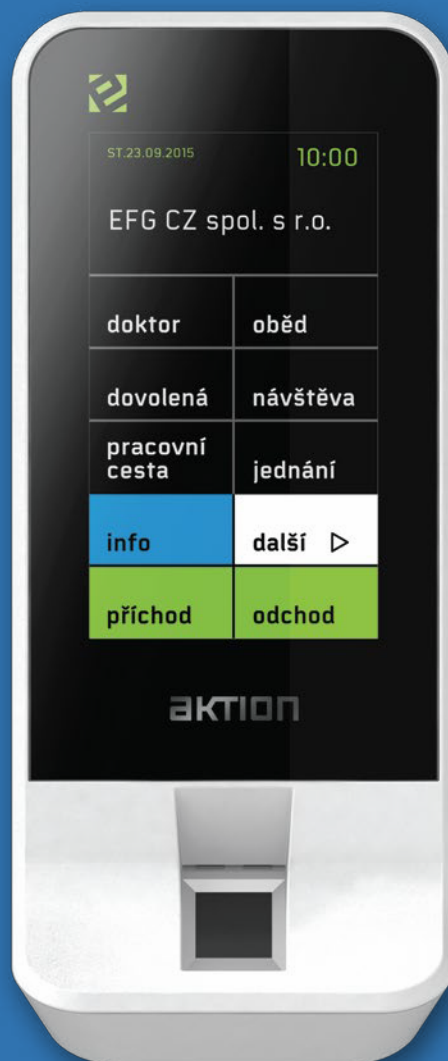 ST.23.09.2015 10:00
EFG CZ spol. s r.o.
doktor oběd
dovolená návštěva
pracovní
cesta jednání
info další
příchod odchod
aktion